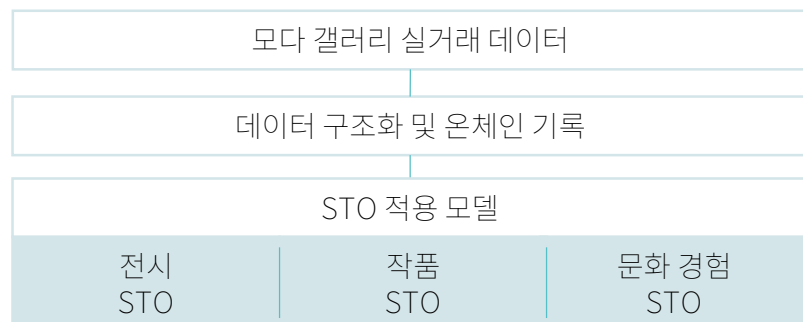 모다 갤러리 실거래 데이터
데이터 구조화 및 온체인 기록
STO 적용 모델
전시
STO
작품
STO
문화 경험
STO